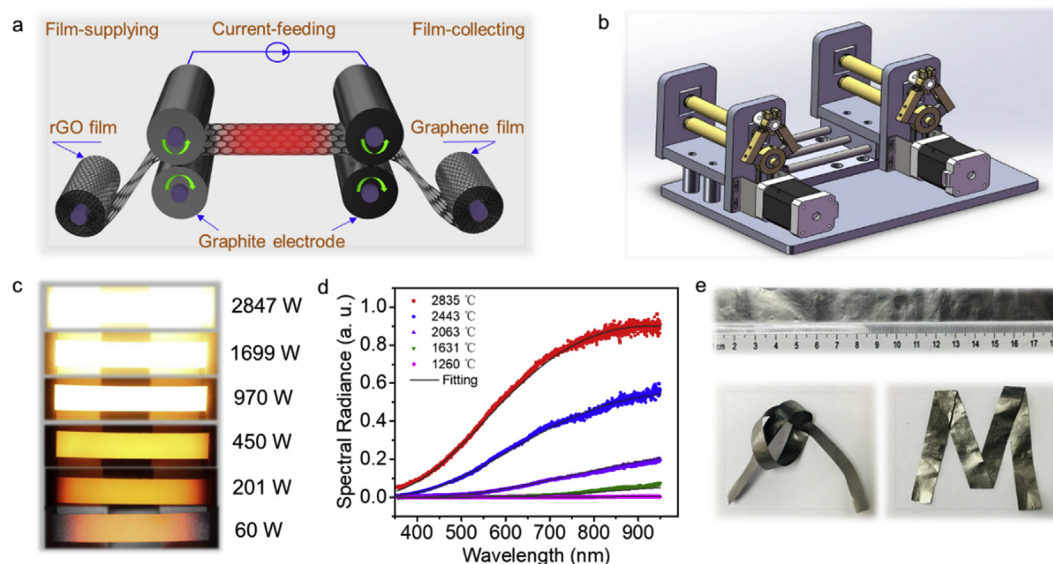 a
Film-supplying
Current-feeding
Film-collecting
rGO film
Graphene film
Graphite electrode
b
c
2847 W
1699 W
970 W
450 W
201 W
60 W
d
2835 ℃
2443 ℃
2063 ℃
1631 ℃
1260 ℃
Fitting
Spectral Radiance (a. u.)
1.0
0.8
0.6
0.4
0.2
0.0
400 500 600 700 800 900
Wavelength (nm)
e
1cm 2 3 4 5 6 7 8 9 10 11 12 13 14 15 16 17